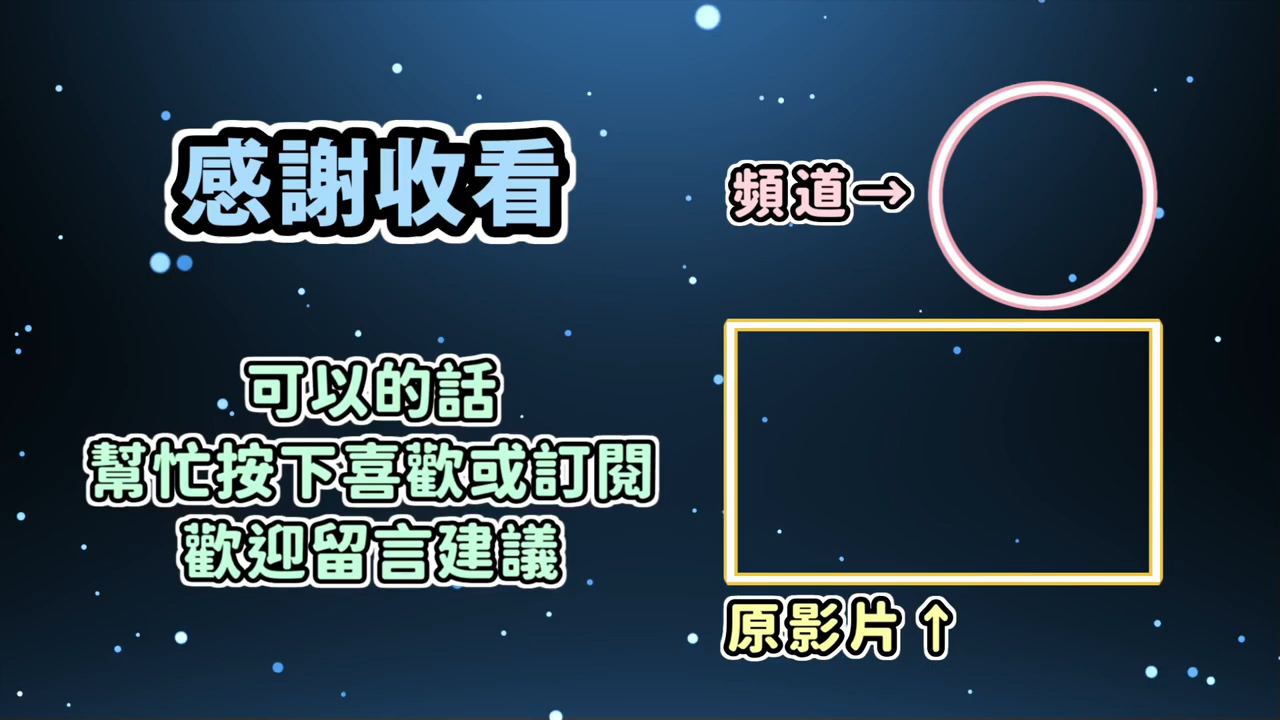 感謝收看
頻道→
可以的話
幫忙按下喜歡或訂閱
歡迎留言建議
原影片↑